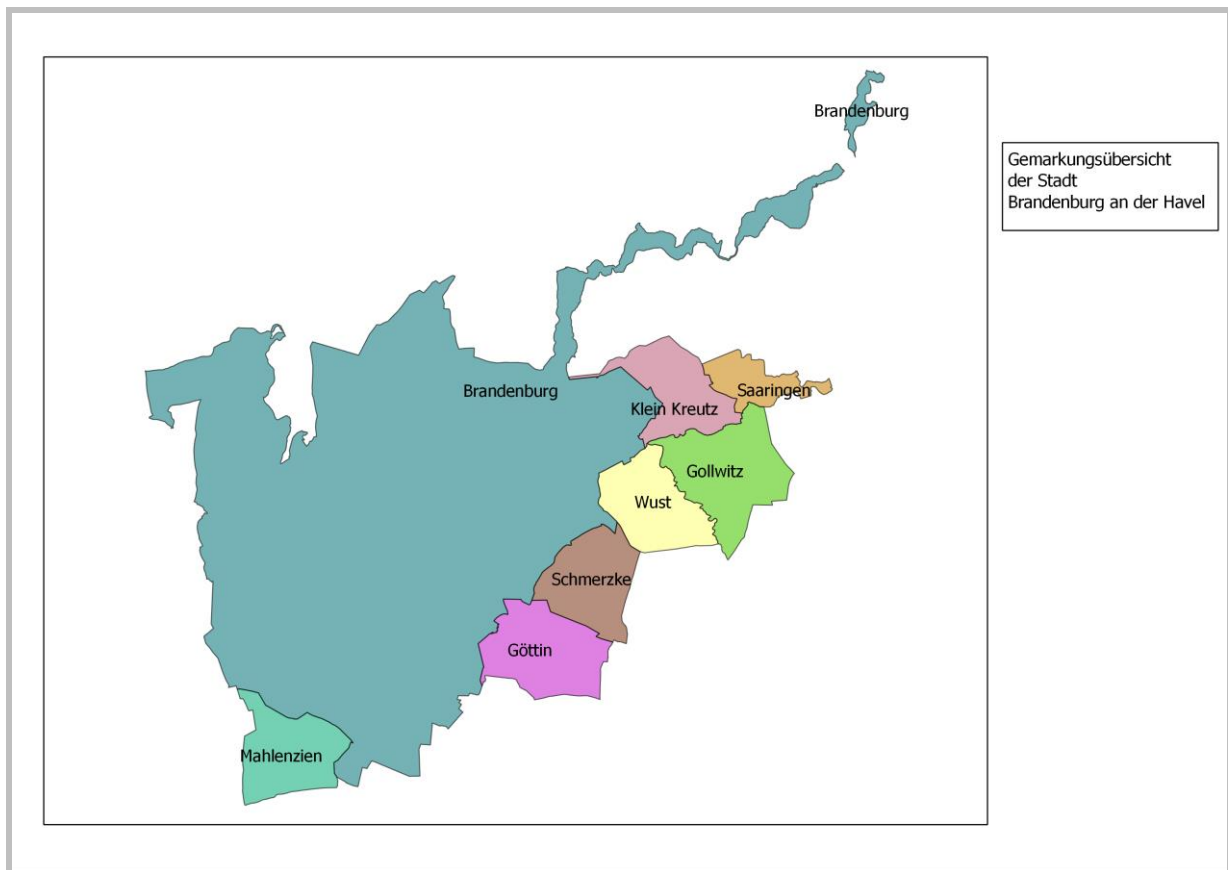 Brandenburg
Gemarkungsübersicht
der Stadt
Brandenburg an der Havel
Brandenburg
Saaringen
Klein Kreutz
Gollwitz
Wust
Schmerzke
Göttin
Mahlenzien